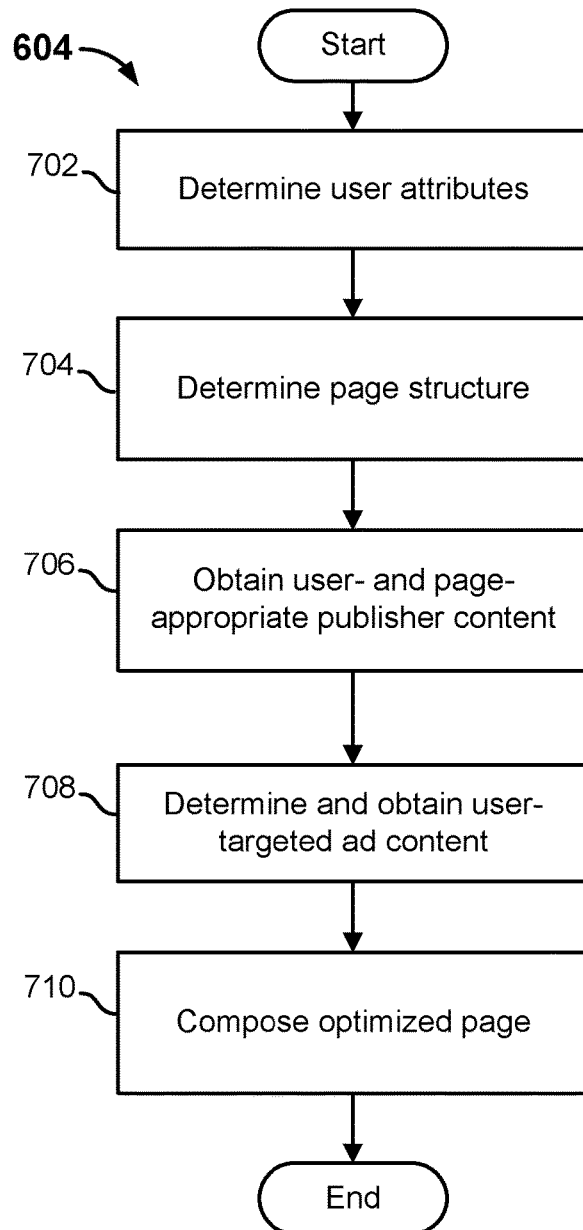 604
Start
702
Determine user attributes
704
Determine page structure
706
Obtain user- and page-
appropriate publisher content
708
Determine and obtain user-
targeted ad content
710
Compose optimized page
End